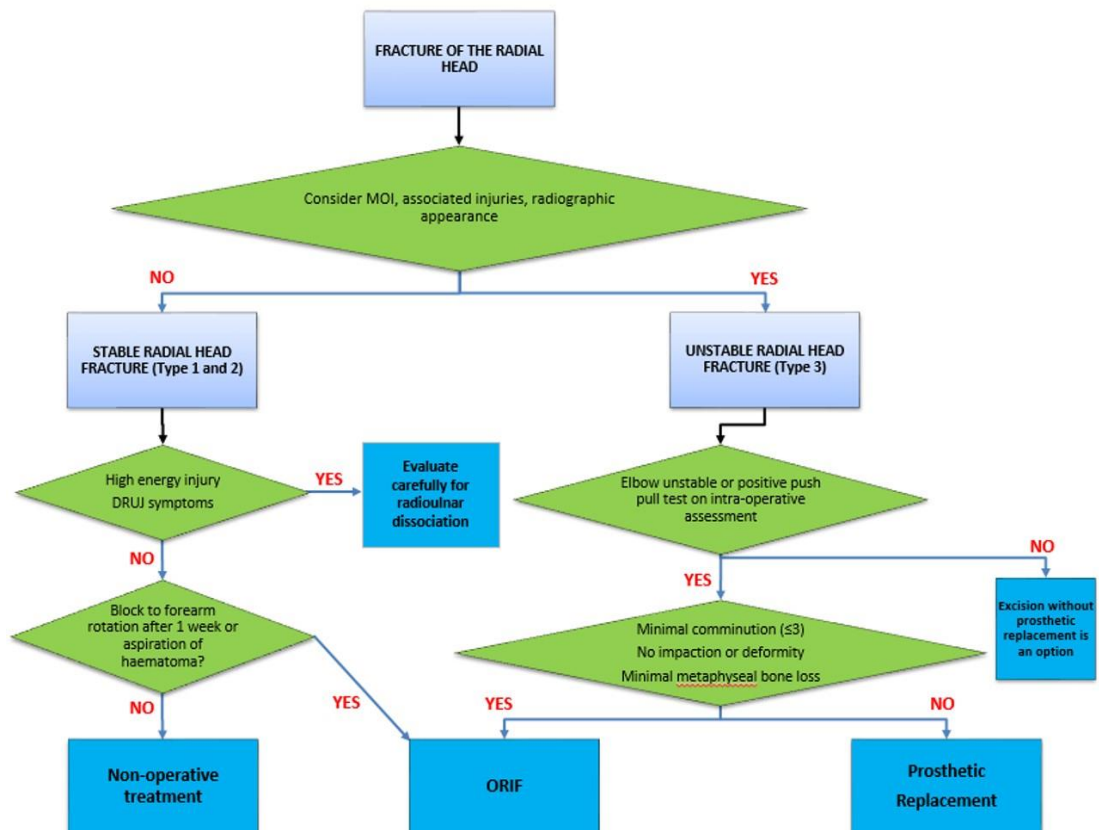 FRACTURE OF THE RADIAL
HEAD
Consider MOI, associated injuries, radiographic
appearance
NO
YES
STABLE RADIAL HEAD
FRACTURE (Type 1 and 2)
UNSTABLE RADIAL HEAD
FRACTURE (Type 3)
High energy injury
DRUJ symptoms
YES
Evaluate
carefully for
radioulnar
dissociation
Elbow unstable or positive push
pull test on intra-operative
assessment
NO
YES
NO
Block to forearm
rotation after 1 week or
aspiration of
haematoma?
Minimal comminution (≤3)
No impaction or deformity
Minimal metaphyseal bone loss
Excision without
prosthetic
replacement is
an option
NO
YES
YES
NO
Non-operative
treatment
ORIF
Prosthetic
Replacement